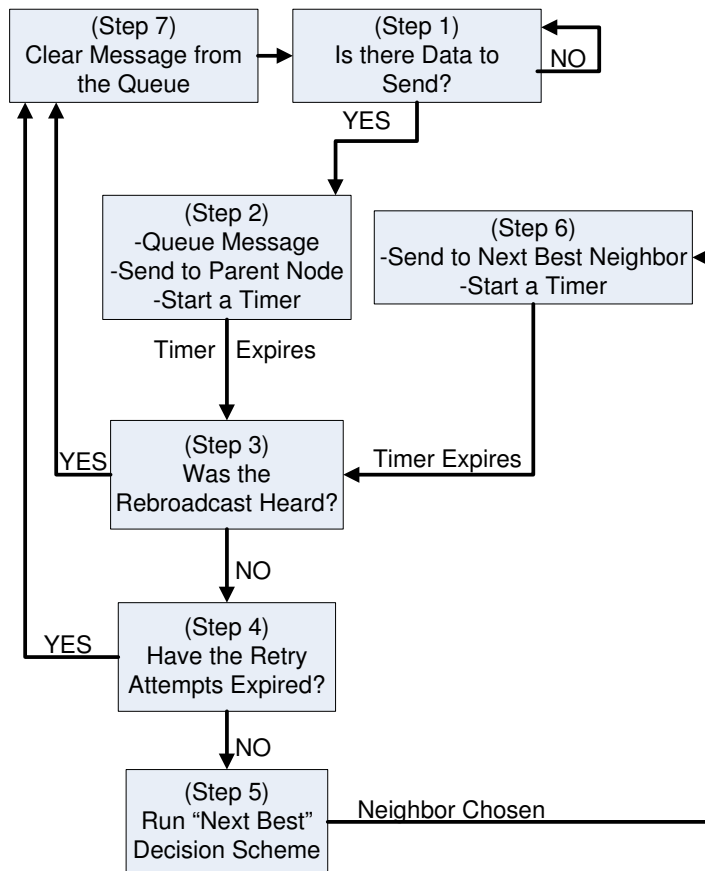 (Step 7)
Clear Message from
the Queue
(Step 1)
Is there Data to
Send?
NO
YES
(Step 2)
-Queue Message
-Send to Parent Node
-Start a Timer
(Step 6)
-Send to Next Best Neighbor
-Start a Timer
Timer Expires
(Step 3)
Was the
Rebroadcast Heard?
YES
Timer Expires
NO
(Step 4)
Have the Retry
Attempts Expired?
YES
NO
(Step 5)
Run “Next Best”
Decision Scheme
Neighbor Chosen